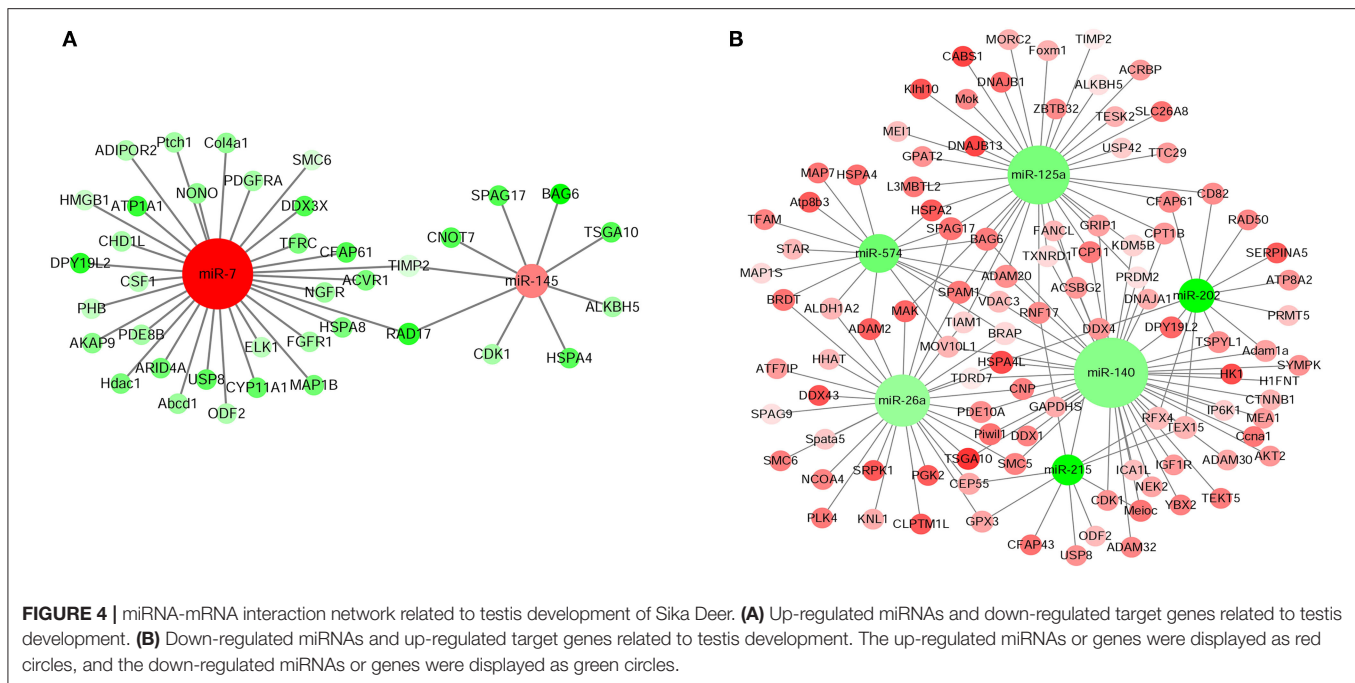 A
B
ADIPOR2
Ptch1
Col4a1
SMC6
NONO
PDGFRA
HMGB1
ATP1A1
DDX3X
CHD1L
TFRC
CFAP61
DPY19L2
miR-7
TIMP2
CSF1
NGFR
ACVR1
PHB
PDE8B
HSPA8
AKAP9
ELK1
FGFR1
RAD17
ARID4A
Hdac1
USP8
CYP11A1
MAP1B
Abcd1
ODF2
SPAG17
BAG6
CNOT7
TSGA10
miR-145
ALKBH5
CDK1
HSPA4
MORC2
Foxm1
TIMP2
CABS1
DNAJB1
ALKBH5
ACRBP
Klhl10
Mok
ZBTB32
SLC26A8
TESK2
MEI1
DNAJB13
USP42
GPAT2
TTC29
MAP7
HSPA4
L3MBTL2
miR-125a
CD82
Atp8b3
HSPA2
CFAP61
TFAM
SPAG17
GRIP1
RAD50
FANCL
CPT1B
STAR
BAG6
KDM5B
miR-574
TXNRD1
TCP11
SERPINA5
MAP1S
ADAM20
PRDM2
ATP8A2
ACSBG2
BRDT
ALDH1A2
SPAM1
VDAC3
DNAJA1
miR-202
MAK
RNF17
PRMT5
ADAM2
TIAM1
BRAP
DDX4
DPY19L2
MOV10L1
TSPYL1
Adam1a
HHAT
HSPA4L
SYMPK
ATF7IP
miR-140
HK1
TDRD7
H1FNT
DDX43
miR-26a
CNP
CTNNB1
SPAG9
PDE10A
GAPDHS
IP6K1
MEA1
RFX4
Piwil1
DDX1
TEX15
Ccna1
Spata5
SMC6
TSGA10
SMC5
AKT2
SRPK1
PGK2
miR-215
ICA1L
IGF1R
ADAM30
NCOA4
CEP55
NEK2
CDK1
YBX2
TEKT5
PLK4
KNL1
CLPTM1L
GPX3
Meioc
CFAP43
ODF2
USP8
ADAM32
FIGURE 4 | miRNA-mRNA interaction network related to testis development of Sika Deer. (A) Up-regulated miRNAs and down-regulated target genes related to testis
development. (B) Down-regulated miRNAs and up-regulated target genes related to testis development. The up-regulated miRNAs or genes were displayed as red
circles, and the down-regulated miRNAs or genes were displayed as green circles.